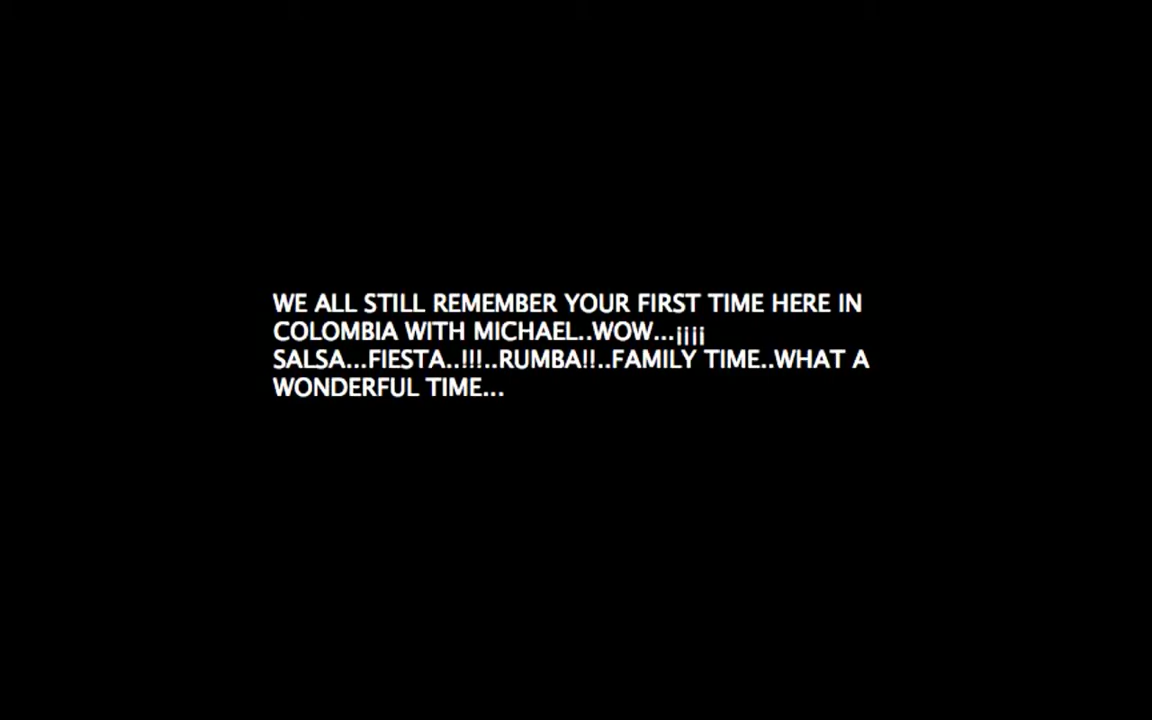 WE ALL STILL REMEMBER YOUR FIRST TIME HERE IN
COLOMBIA WITH MICHAEL..WOW...¡¡¡¡
SALSA...FIESTA..!!!..RUMBA!!..FAMILY TIME..WHAT A
WONDERFUL TIME...